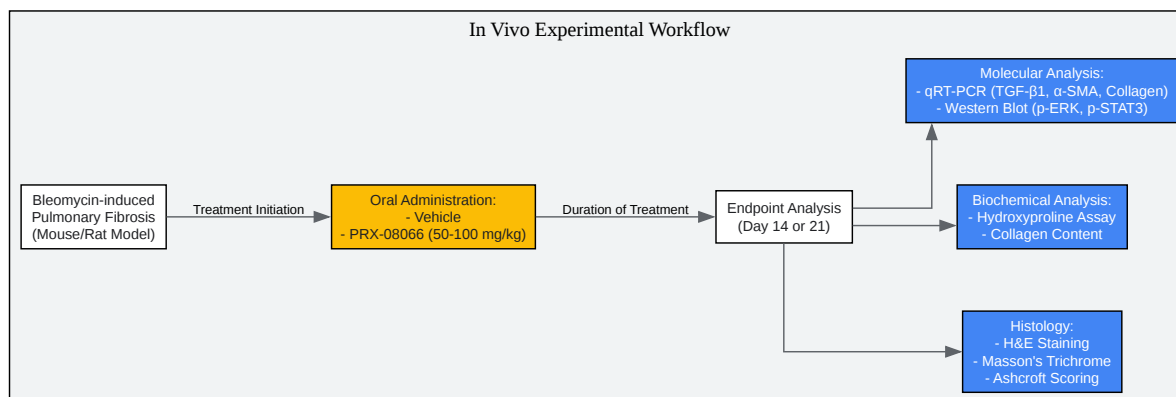 In Vivo Experimental Workflow
Molecular Analysis:
- qRT-PCR (TGF-β1, α-SMA, Collagen)
- Western Blot (p-ERK, p-STAT3)
Bleomycin-induced
Pulmonary Fibrosis
(Mouse/Rat Model)
Treatment Initiation
Oral Administration:
- Vehicle
- PRX-08066 (50-100 mg/kg)
Duration of Treatment
Endpoint Analysis
(Day 14 or 21)
Biochemical Analysis:
- Hydroxyproline Assay
- Collagen Content
Histology:
- H&E Staining
- Masson's Trichrome
- Ashcroft Scoring